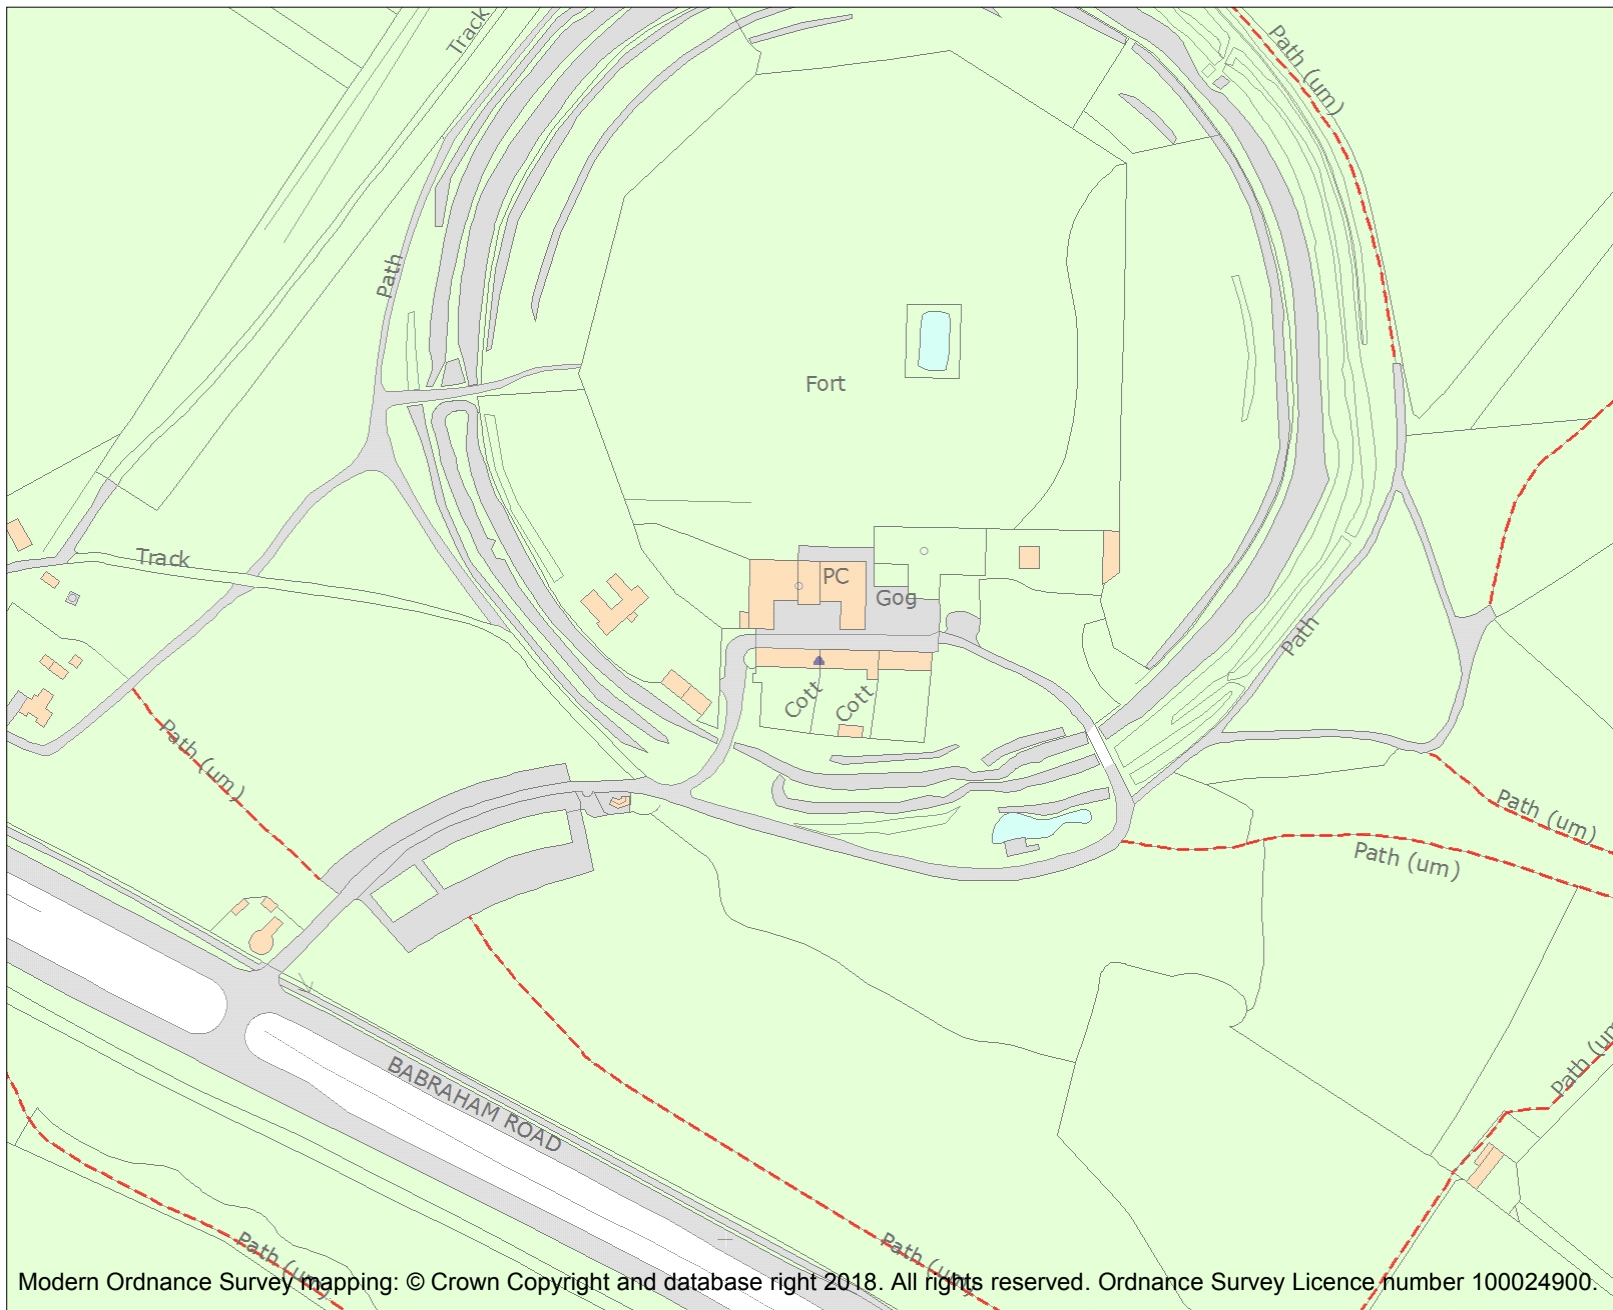 Track
Path (um)
Path
Fort
Track
PC
Gog
Cott
Cott
Path
Path (um)
Path (um)
Path (um)
BABRAHAM ROAD
Path (um)
Path (um)
Path (um)
Modern Ordnance Survey mapping: © Crown Copyright and database right 2018. All rights reserved. Ordnance Survey Licence number 100024900.